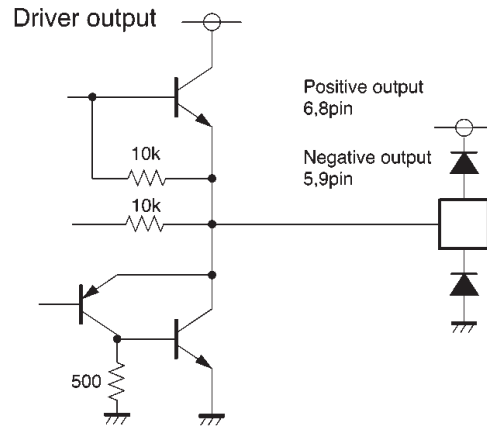 Driver output
Positive output
6,8pin
Negative output
5,9pin
10k
10k
500